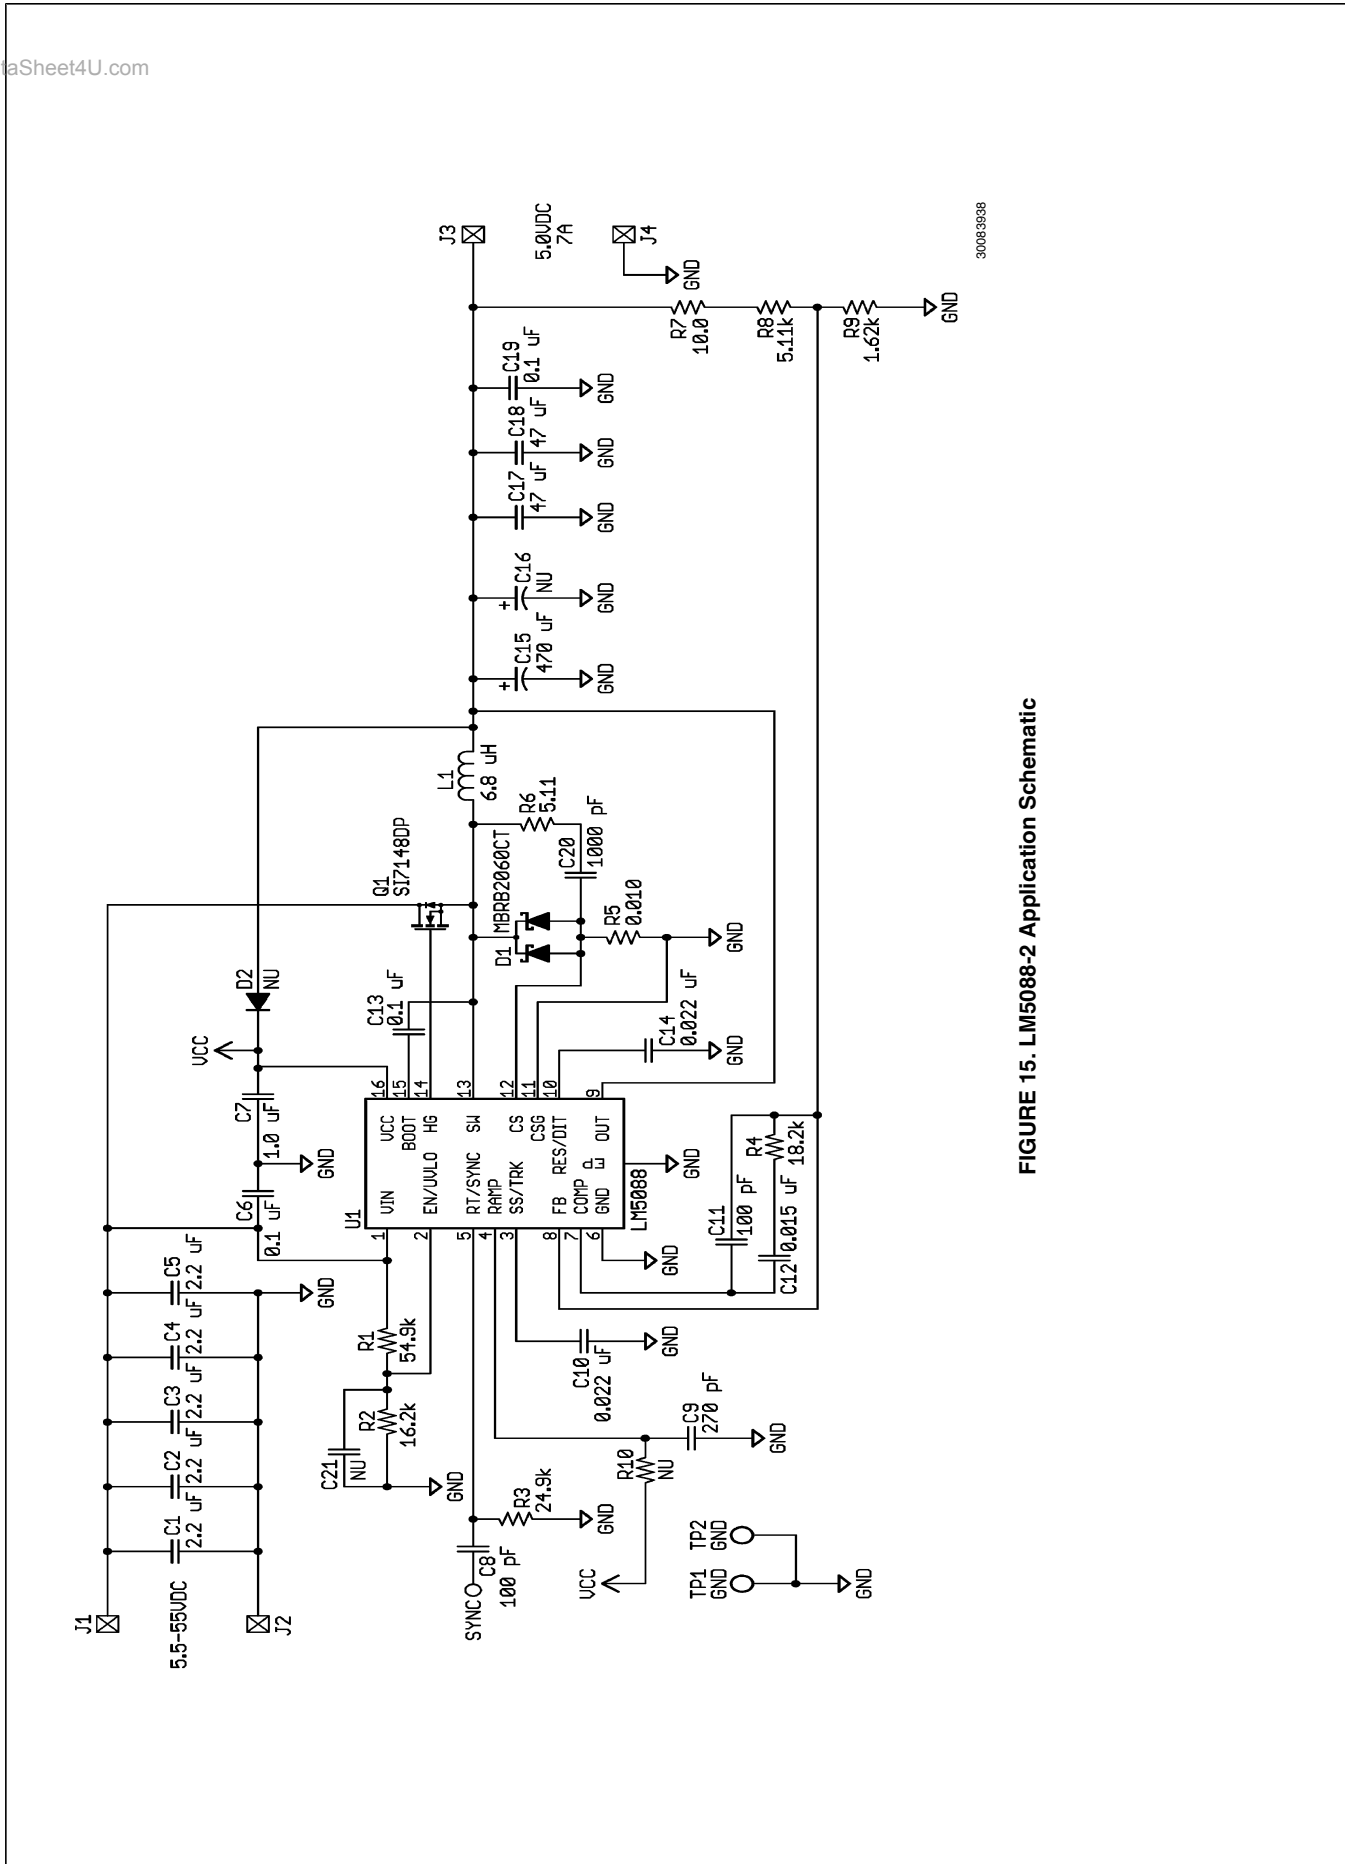 taSheet4U.com
J1
5.5-55VDC
J2
C1
2.2 uF
C2
2.2 uF
C3
2.2 uF
C4
2.2 uF
C5
2.2 uF
GND
C6
0.1 uF
GND
C7
1.0 uF
VCC
D2
NU
C21
NU
R2
16.2k
GND
R1
54.9k
U1
1 VIN
2 EN/UVLO
5 RT/SYNC
4 RAMP
3 SS/TRK
8 FB
7 COMP
6 GND
EP
VCC 16
BOOT 15
HG 14
SW 13
CS 12
CSG 11
RES/DIT 10
OUT 9
LM5088
GND
GND
C13
0.1 uF
Q1
SI7148DP
L1
6.8 uH
D1
MBRB2060CT
R6
5.11
C20
1000 pF
R5
0.010
GND
C14
0.022 uF
GND
SYNC
C8
100 pF
R3
24.9k
GND
C10
0.022 uF
GND
VCC
R10
NU
C9
270 pF
GND
TP1
GND
TP2
GND
GND
C11
100 pF
C12
0.015 uF
R4
18.2k
C15
470 uF
+
GND
C16
NU
+
GND
C17
47 uF
GND
C18
47 uF
GND
C19
0.1 uF
GND
J3
5.0VDC
7A
J4
GND
R7
10.0
R8
5.11k
R9
1.62k
GND
30083938
FIGURE 15. LM5088-2 Application Schematic